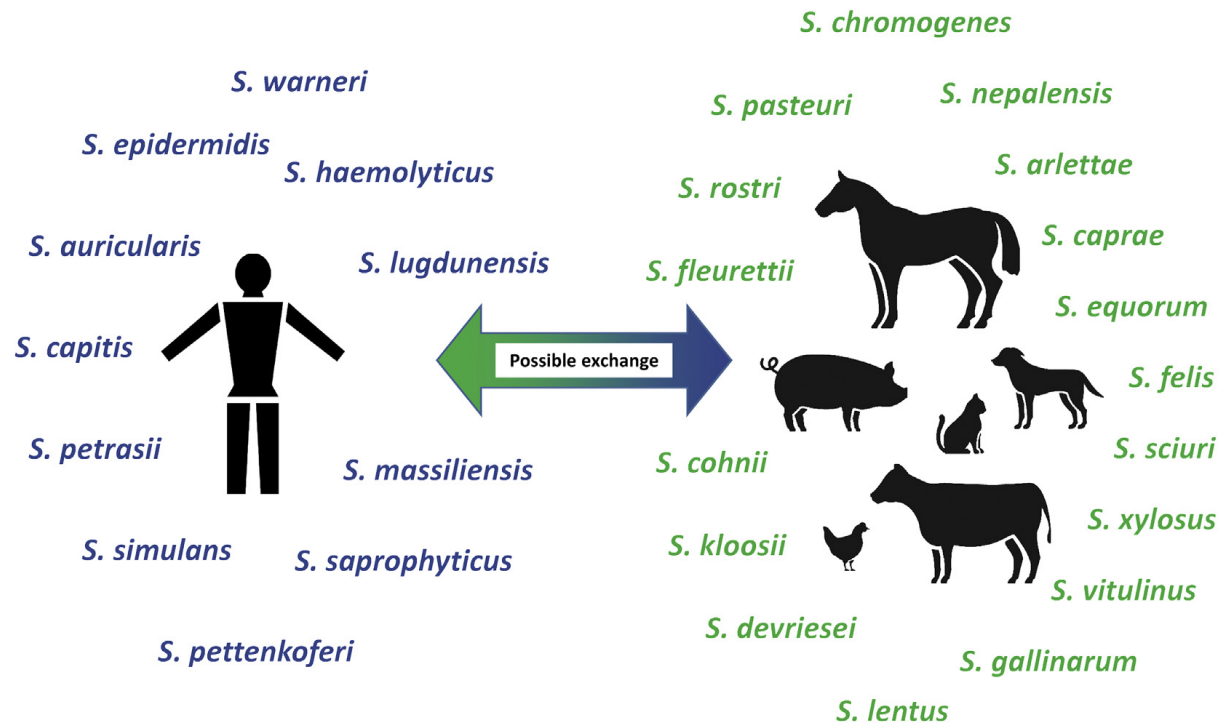 S. warneri
S. epidermidis
S. haemolyticus
S. auricularis
S. lugdunensis
S. capitis
S. petrasii
S. massiliensis
S. simulans
S. saprophyticus
S. pettenkoferi
Possible exchange
S. chromogenes
S. nepalensis
S. pasteuri
S. arlettae
S. rostri
S. caprae
S. fleurettii
S. equorum
S. felis
S. sciuri
S. cohnii
S. xylosus
S. kloosii
S. vitulinus
S. devriesei
S. gallinarum
S. lentus